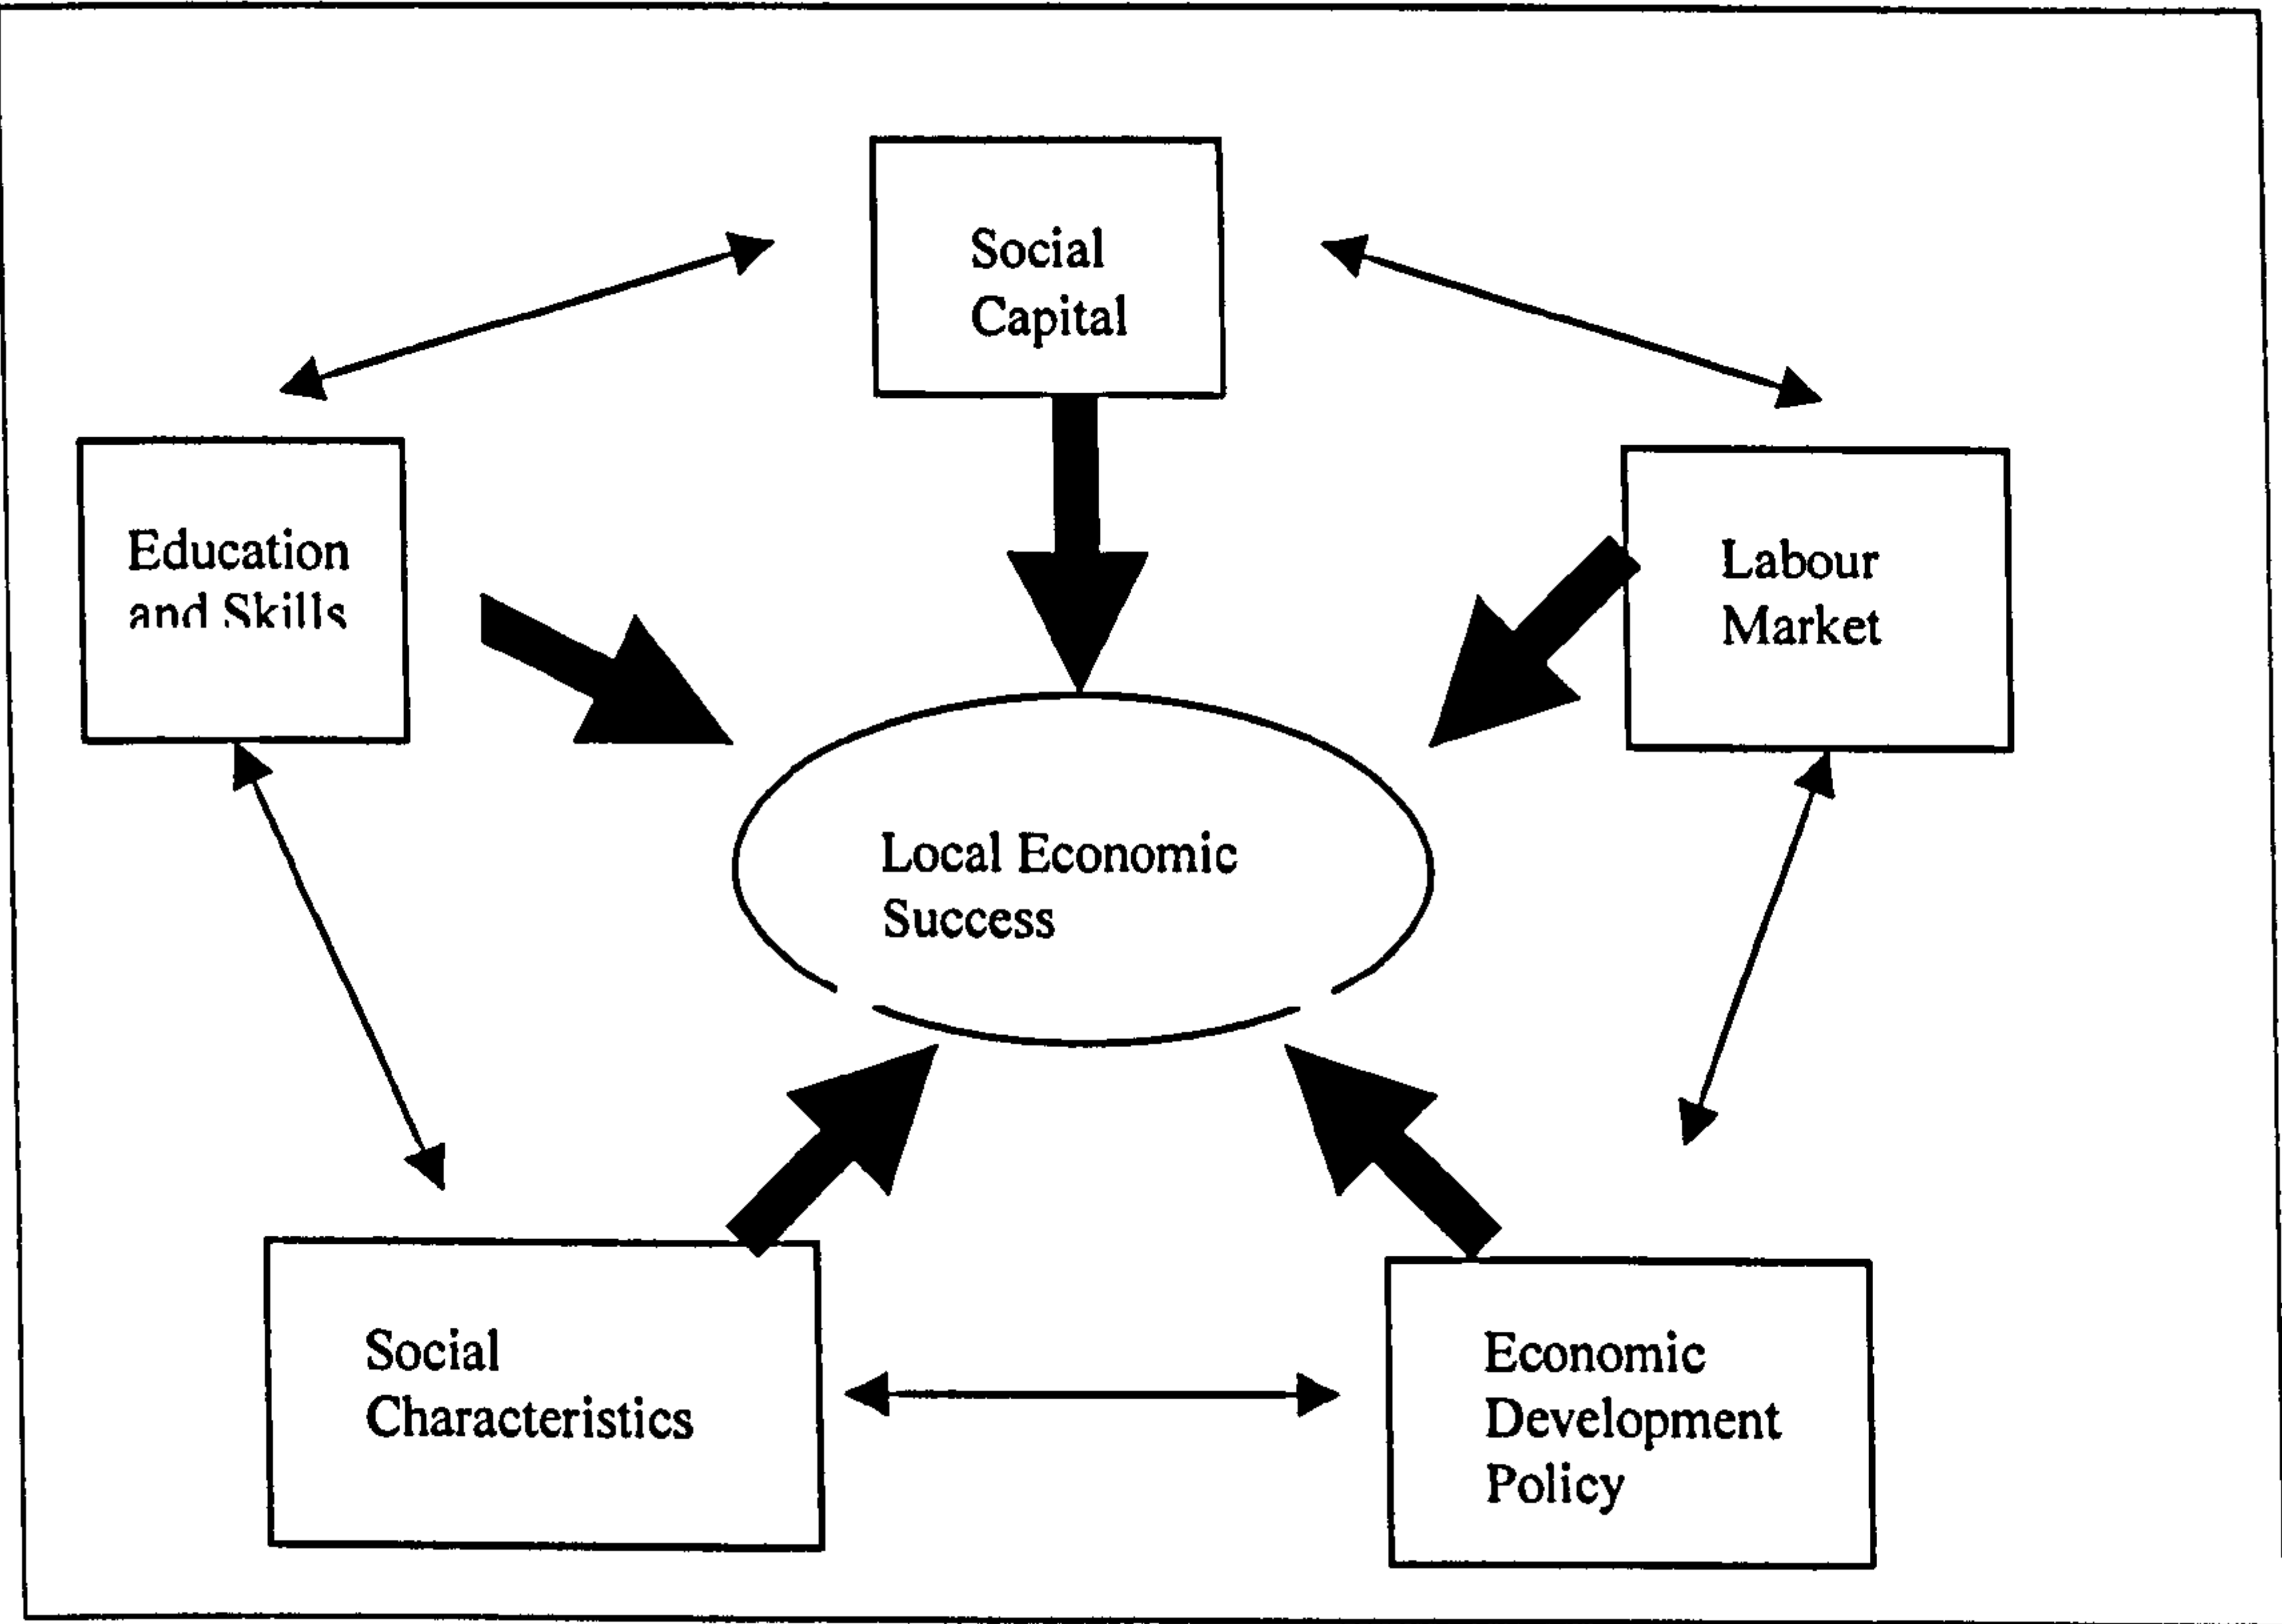 Social
Capital
Education
and Skills
Labour
Market
Local Economic
Success
Social
Characteristics
Economic
Development
Policy